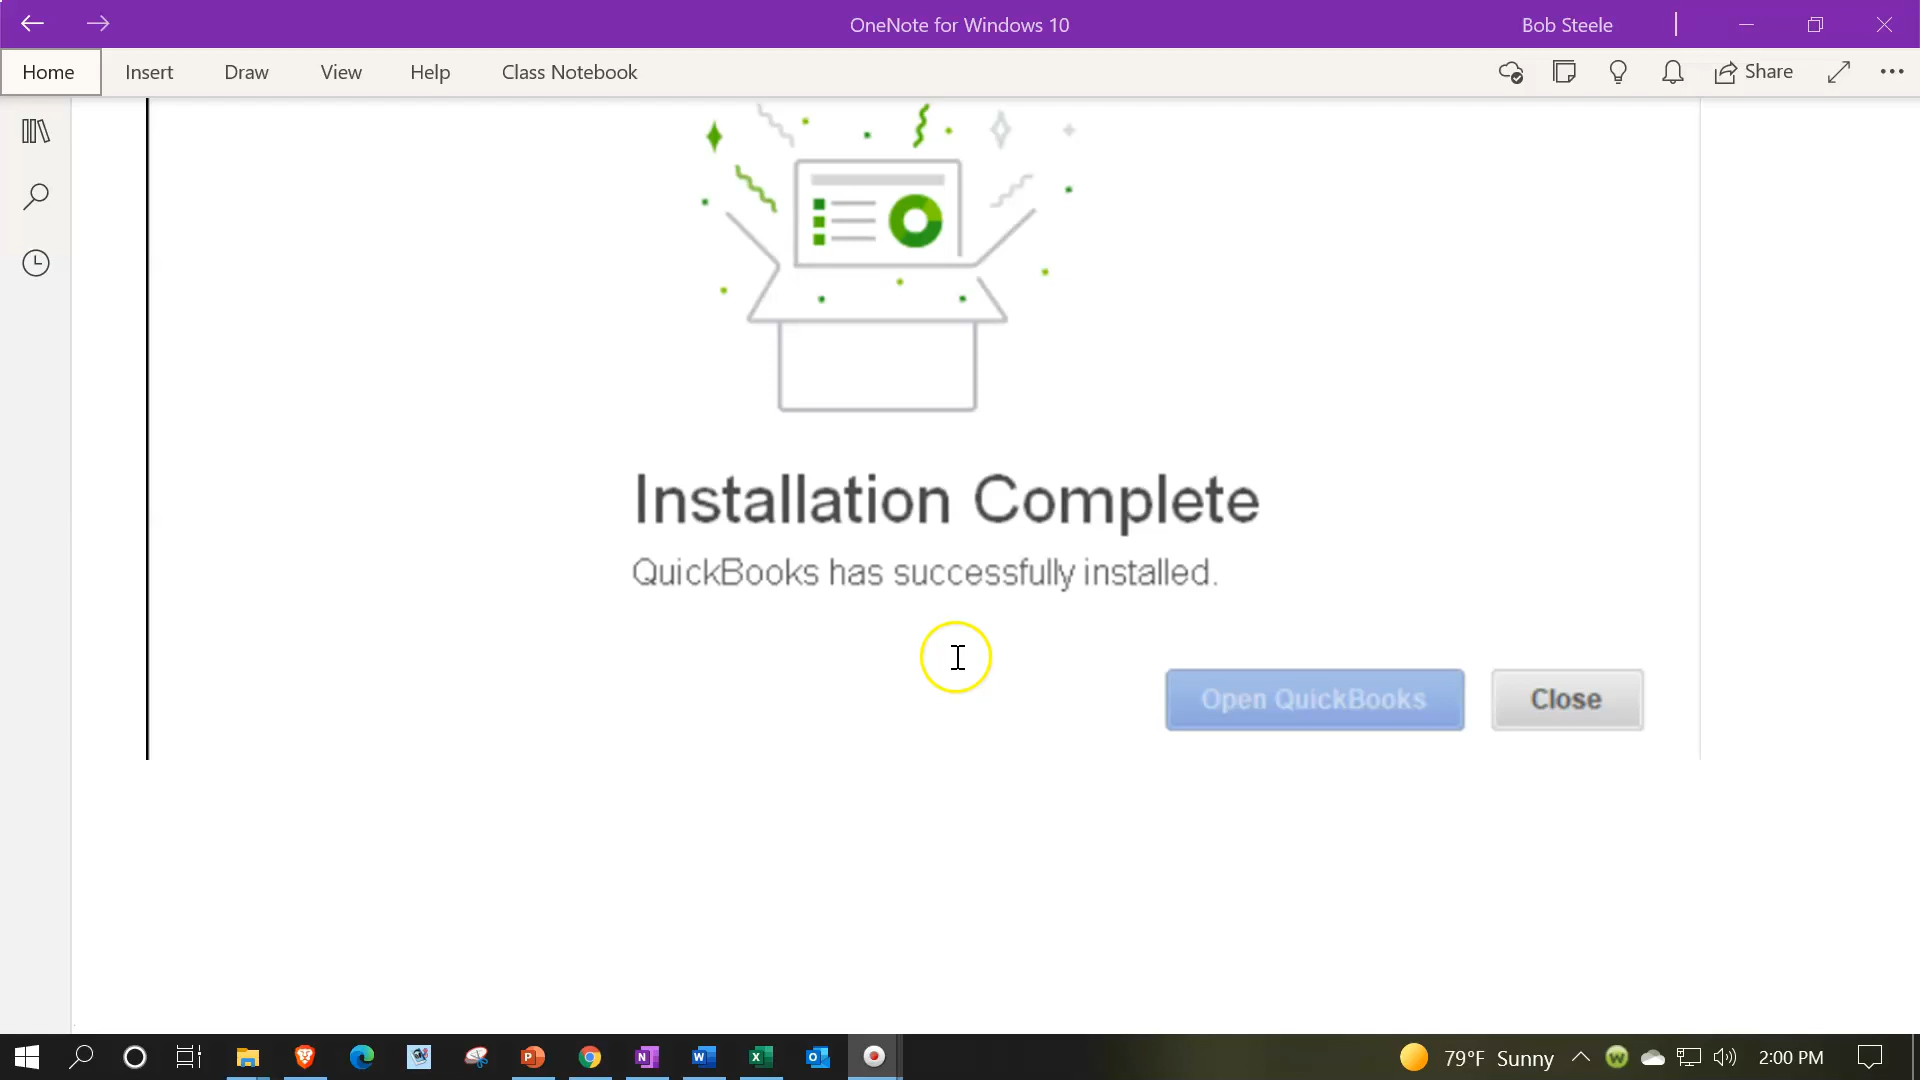 OneNote for Windows 10
Bob Steele
Home Insert Draw View Help Class Notebook Share
Installation Complete
QuickBooks has successfully installed.
Open QuickBooks Close
79°F Sunny 2:00 PM